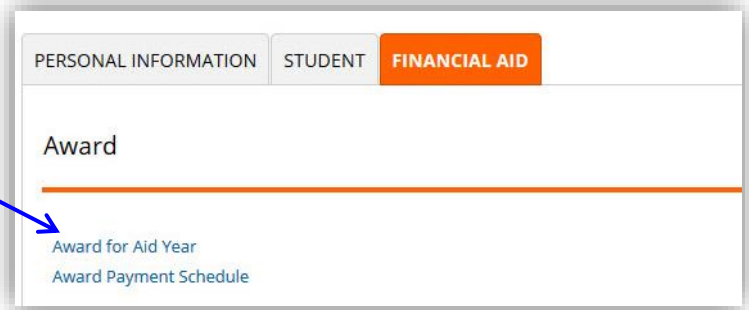 PERSONAL INFORMATION STUDENT FINANCIAL AID
Award
Award for Aid Year
Award Payment Schedule